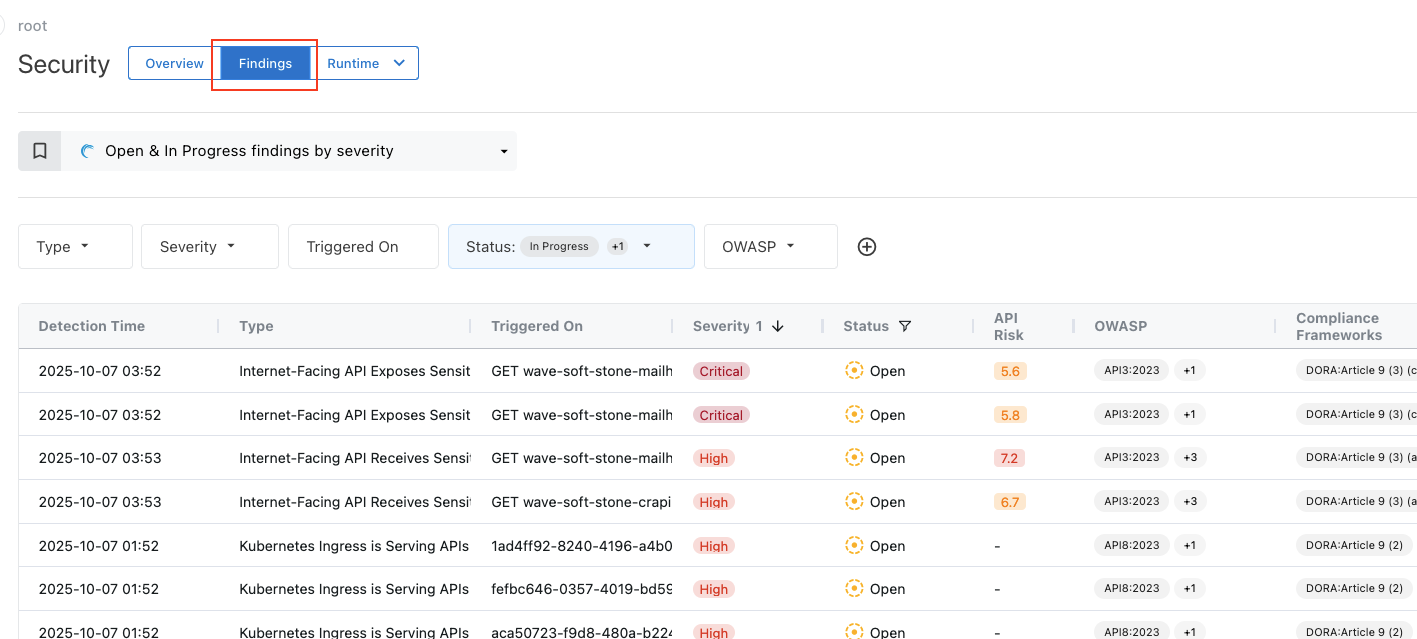 root
Security Overview Findings Runtime
Open & In Progress findings by severity
Type Severity Triggered On Status: In Progress +1 OWASP
Detection Time Type Triggered On Severity 1 Status API Risk OWASP Compliance Frameworks
2025-10-07 03:52 Internet-Facing API Exposes Sensit GET wave-soft-stone-mailh Critical Open 5.6 API3:2023 +1 DORA:Article 9 (3) (c
2025-10-07 03:52 Internet-Facing API Exposes Sensit GET wave-soft-stone-mailh Critical Open 5.8 API3:2023 +1 DORA:Article 9 (3) (c
2025-10-07 03:53 Internet-Facing API Receives Sensi GET wave-soft-stone-mailh High Open 7.2 API3:2023 +3 DORA:Article 9 (3) (a
2025-10-07 03:53 Internet-Facing API Receives Sensi GET wave-soft-stone-crapi High Open 6.7 API3:2023 +3 DORA:Article 9 (3) (a
2025-10-07 01:52 Kubernetes Ingress is Serving APIs 1ad4ff92-8240-4196-a4b0 High Open - API8:2023 +1 DORA:Article 9 (2)
2025-10-07 01:52 Kubernetes Ingress is Serving APIs fefbc646-0357-4019-bd59 High Open - API8:2023 +1 DORA:Article 9 (2)
2025-10-07 01:52 Kubernetes Ingress is Serving APIs aca50723-f9d8-480a-b224 High Open - API8:2023 +1 DORA:Article 9 (2)